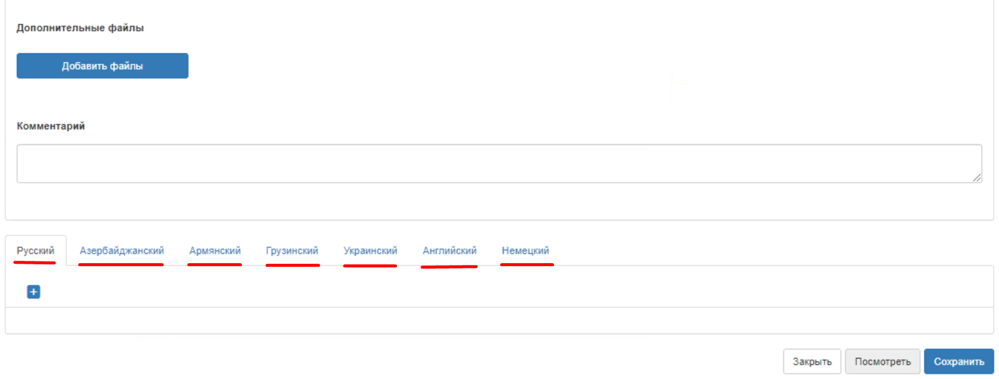 Дополнительные файлы
Добавить файлы
Комментарий
Русский Азербайджанский Армянский Грузинский Украинский Английский Немецкий
Закрыть Посмотреть Сохранить